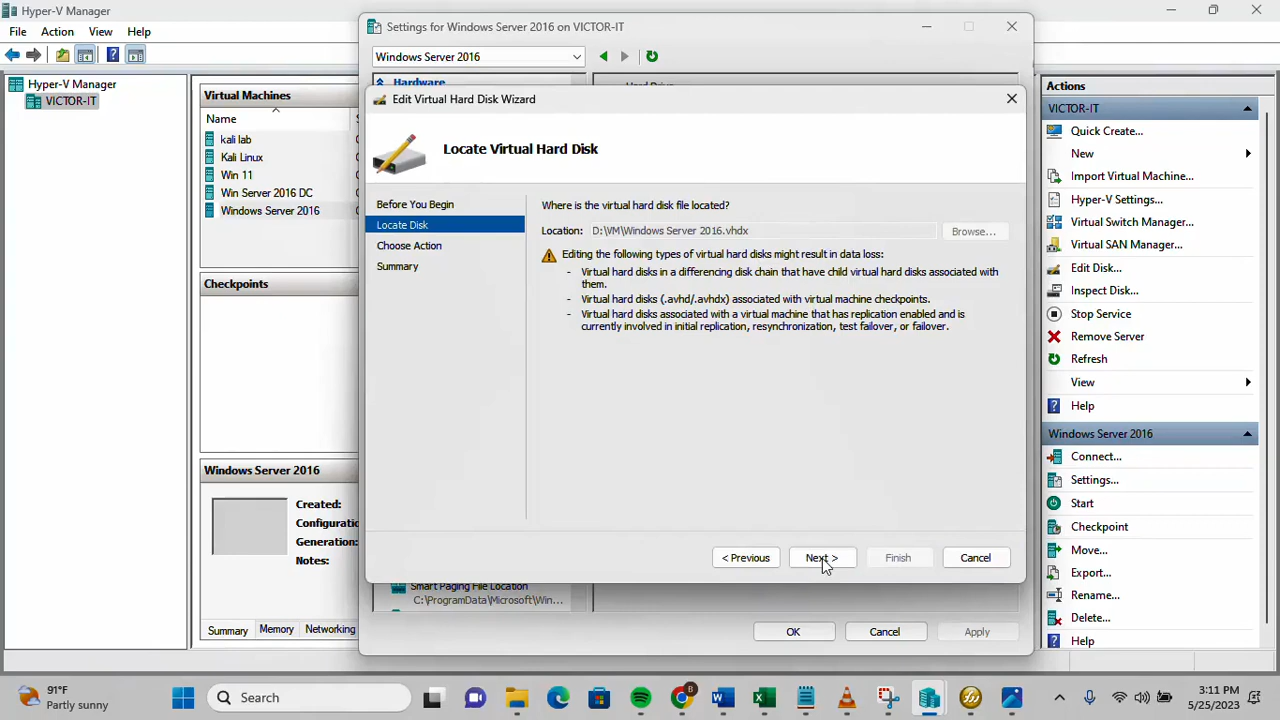 Hyper-V Manager
File Action View Help
Hyper-V Manager
VICTOR-IT
Virtual Machines
Name
kali lab
Kali Linux
Win 11
Win Server 2016 DC
Windows Server 2016
Checkpoints
Windows Server 2016
Created:
Configuratio
Generation:
Notes:
Summary Memory Networking
Settings for Windows Server 2016 on VICTOR-IT
Windows Server 2016
Hardware
Edit Virtual Hard Disk Wizard
Locate Virtual Hard Disk
Before You Begin
Locate Disk
Choose Action
Summary
Where is the virtual hard disk file located?
Location: D:\VM\Windows Server 2016.vhdx Browse...
Editing the following types of virtual hard disks might result in data loss:
- Virtual hard disks in a differencing disk chain that have child virtual hard disks associated with
them.
- Virtual hard disks (.avhd/.avhdx) associated with virtual machine checkpoints.
- Virtual hard disks associated with a virtual machine that has replication enabled and is
currently involved in initial replication, resynchronization, test failover, or failover.
< Previous Next > Finish Cancel
Smart Paging File Location
C:\ProgramData\Microsoft\Win...
OK Cancel Apply
Actions
VICTOR-IT
Quick Create...
New
Import Virtual Machine...
Hyper-V Settings...
Virtual Switch Manager...
Virtual SAN Manager...
Edit Disk...
Inspect Disk...
Stop Service
Remove Server
Refresh
View
Help
Windows Server 2016
Connect...
Settings...
Start
Checkpoint
Move...
Export...
Rename...
Delete...
Help
91°F
Partly sunny
Search
3:11 PM
5/25/2023